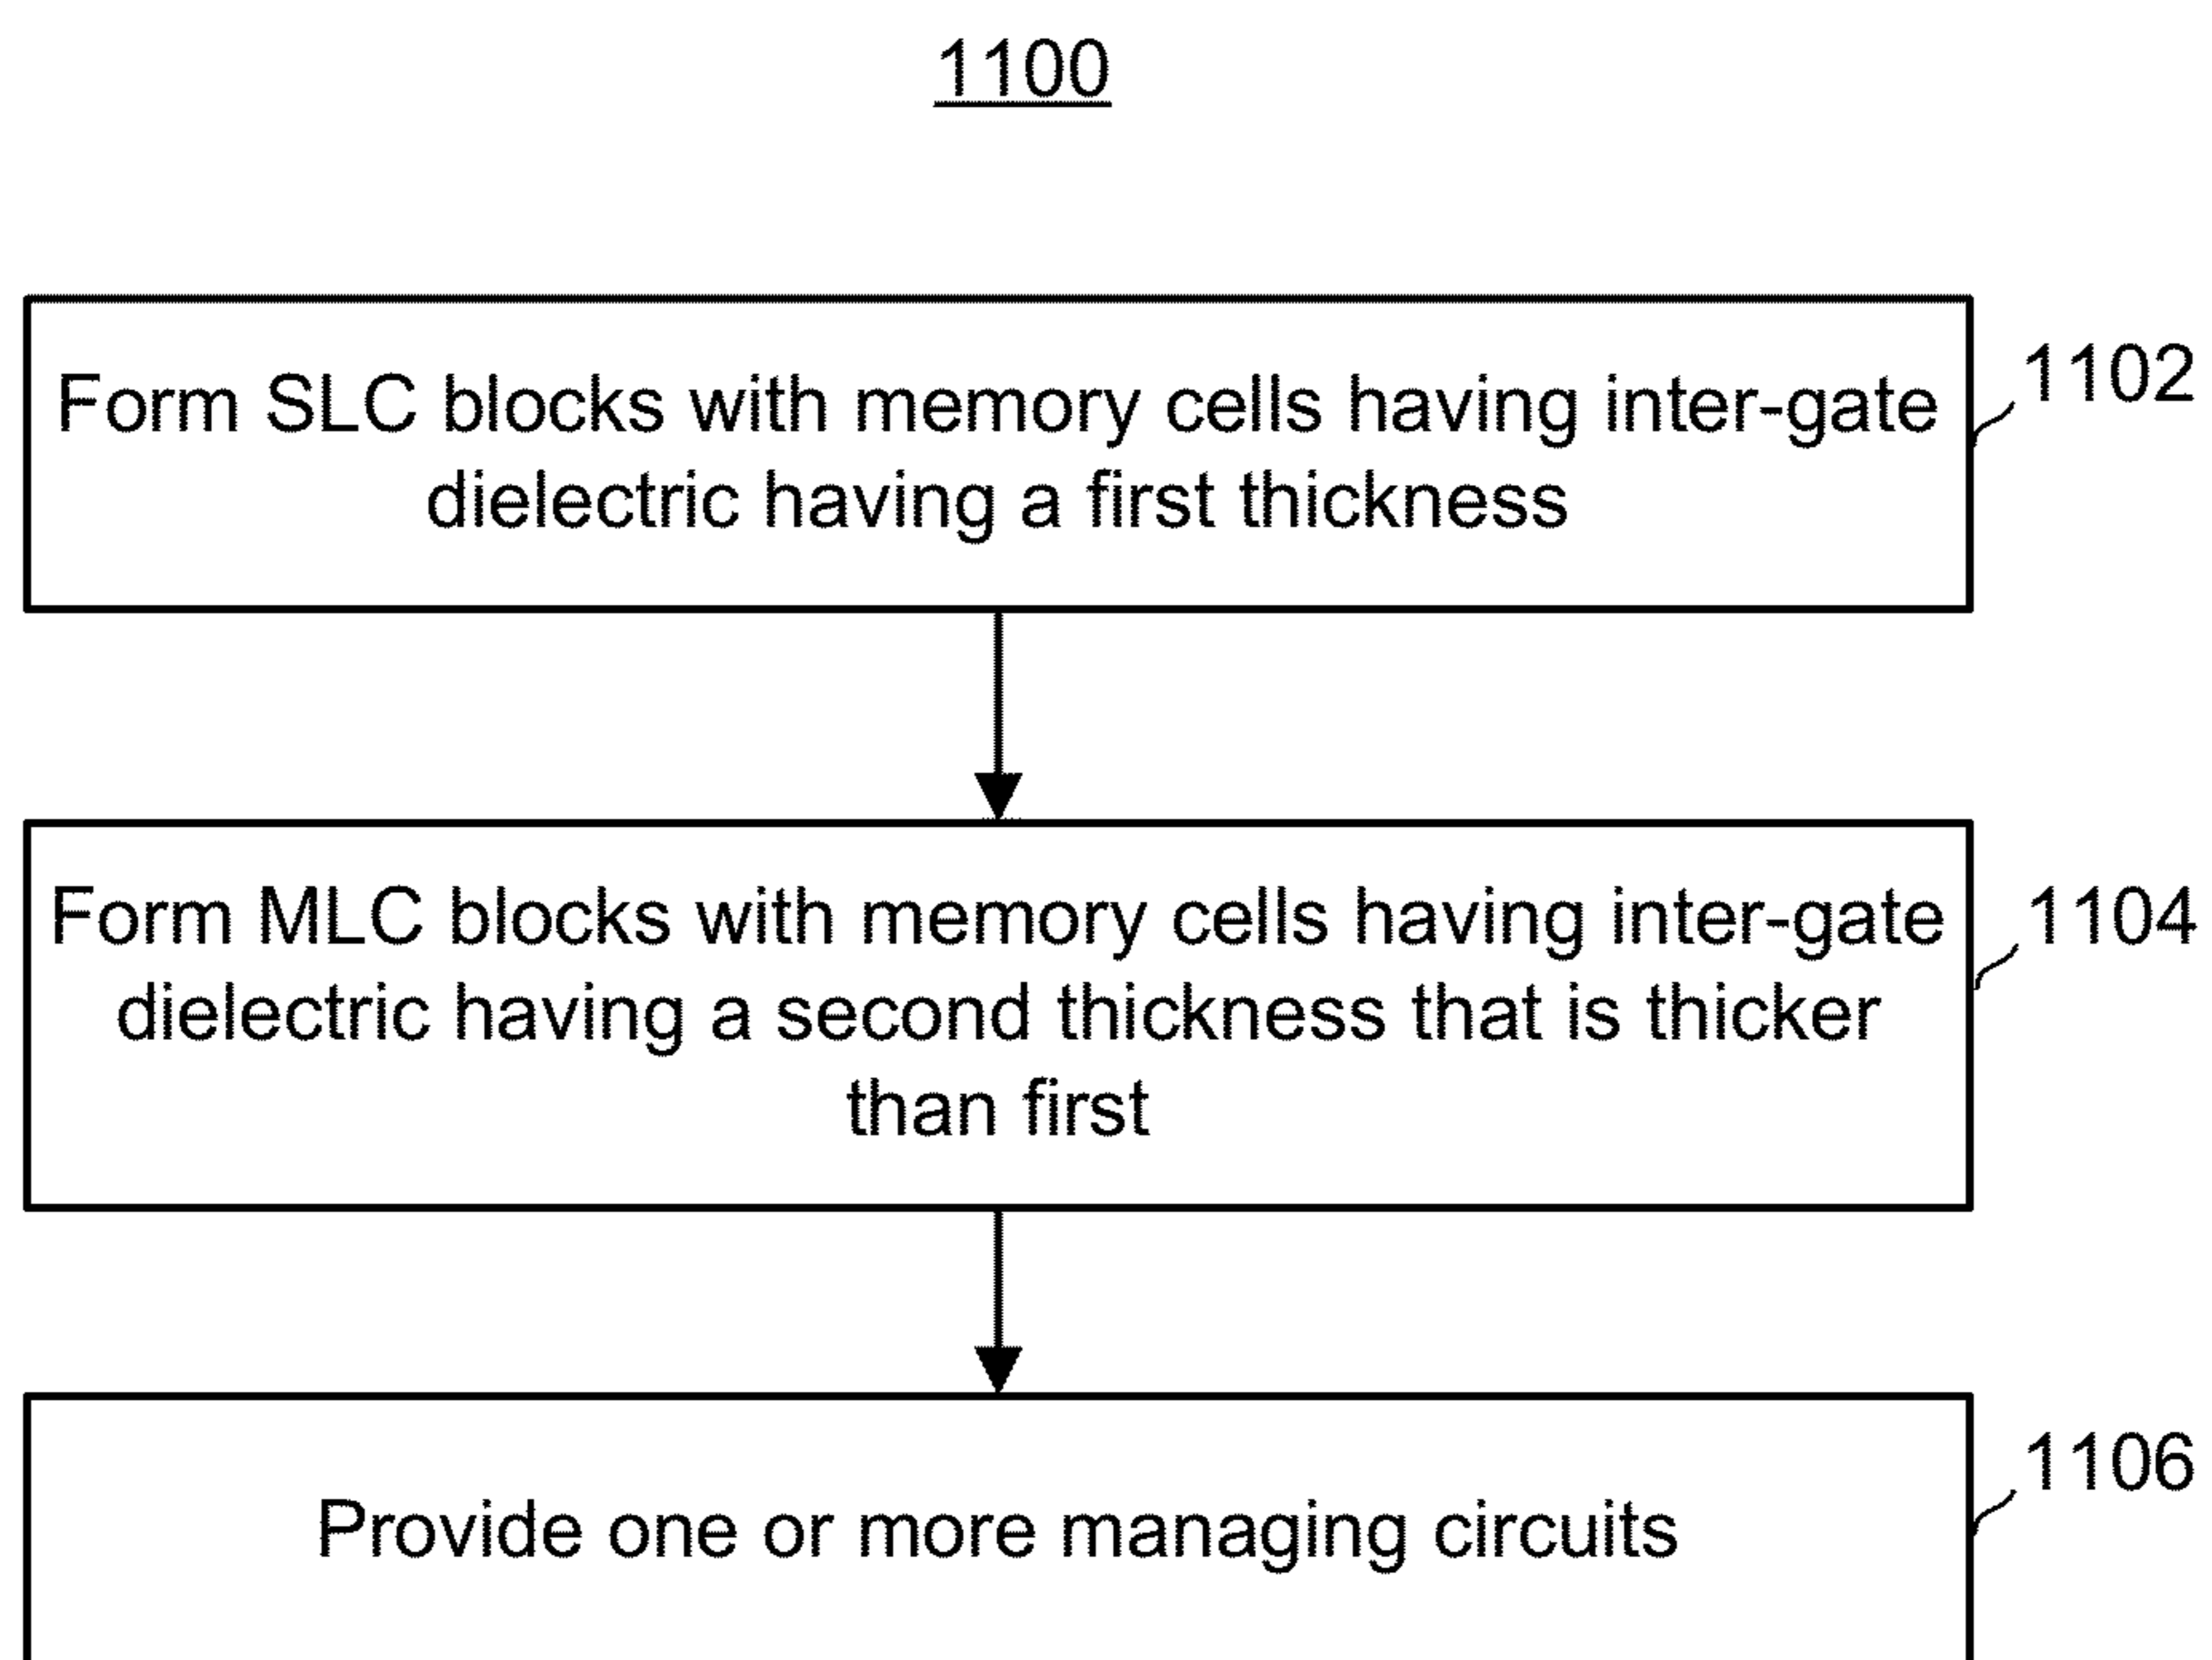 1100
Form SLC blocks with memory cells having inter-gate
dielectric having a first thickness
1102
Form MLC blocks with memory cells having inter-gate
dielectric having a second thickness that is thicker
than first
1104
Provide one or more managing circuits
1106